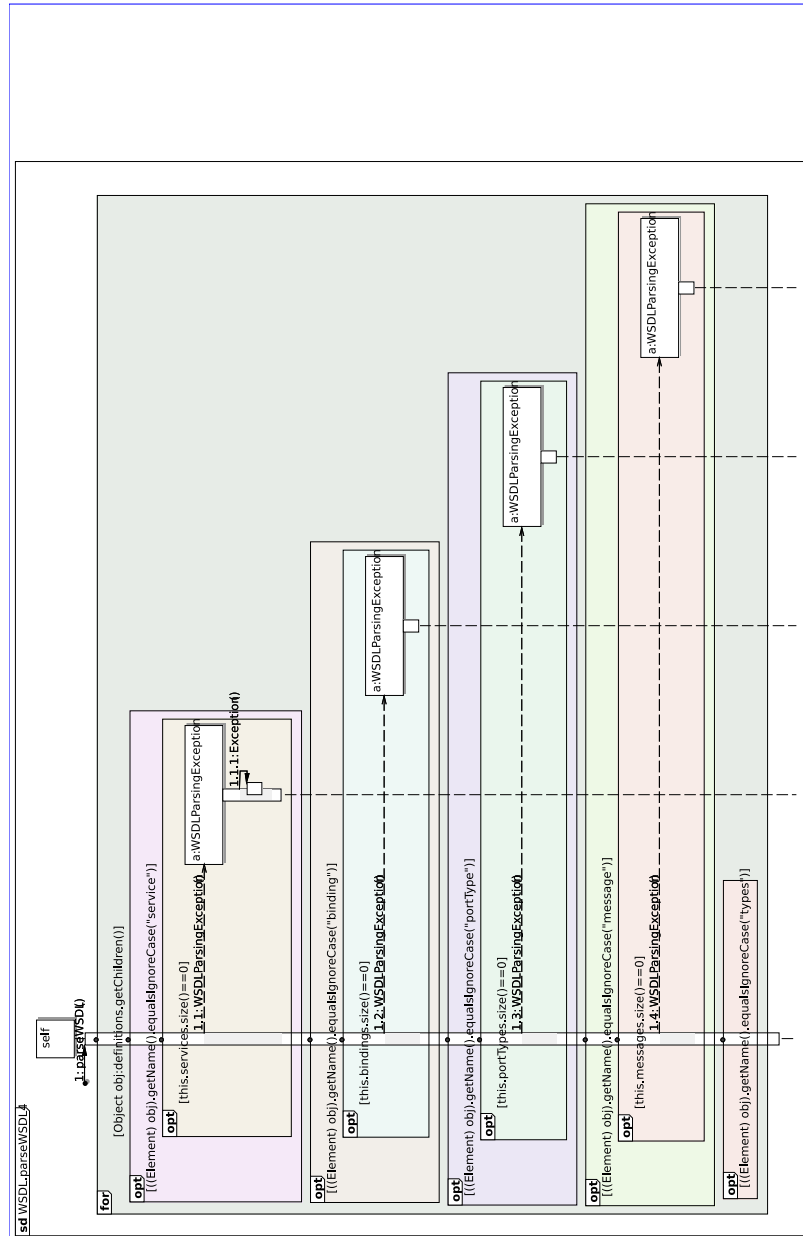 sd WSDL.parseWSDL4
self
1: parseWSDL()
for
[Object obj:definitions.getChildren()]
opt
[((Element) obj).getName().equalsIgnoreCase("service")]
opt
[this.services.size()==0]
1.1: WSDLParsingException()
a:WSDLParsingException
1.1.1: Exception()
opt
[((Element) obj).getName().equalsIgnoreCase("binding")]
opt
[this.bindings.size()==0]
1.2: WSDLParsingException()
a:WSDLParsingException
opt
[((Element) obj).getName().equalsIgnoreCase("portType")]
opt
[this.portTypes.size()==0]
1.3: WSDLParsingException()
a:WSDLParsingException
opt
[((Element) obj).getName().equalsIgnoreCase("message")]
opt
[this.messages.size()==0]
1.4: WSDLParsingException()
a:WSDLParsingException
opt
[((Element) obj).getName().equalsIgnoreCase("types")]